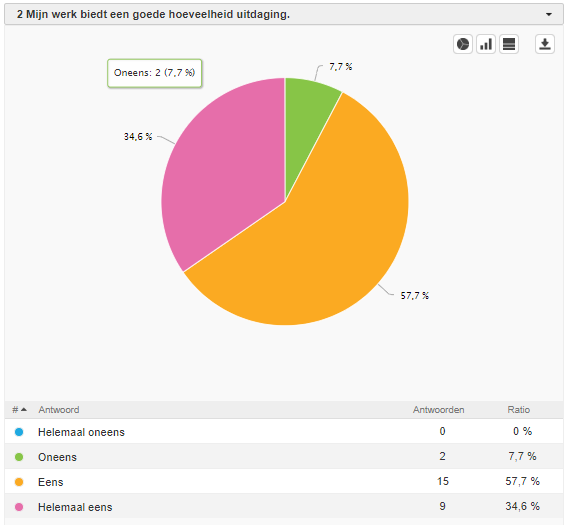 2 Mijn werk biedt een goede hoeveelheid uitdaging.
Oneens: 2 (7,7 %)
7,7 %
34,6 %
57,7 %
# Antwoord Antwoorden Ratio
Helemaal oneens 0 0 %
Oneens 2 7,7 %
Eens 15 57,7 %
Helemaal eens 9 34,6 %